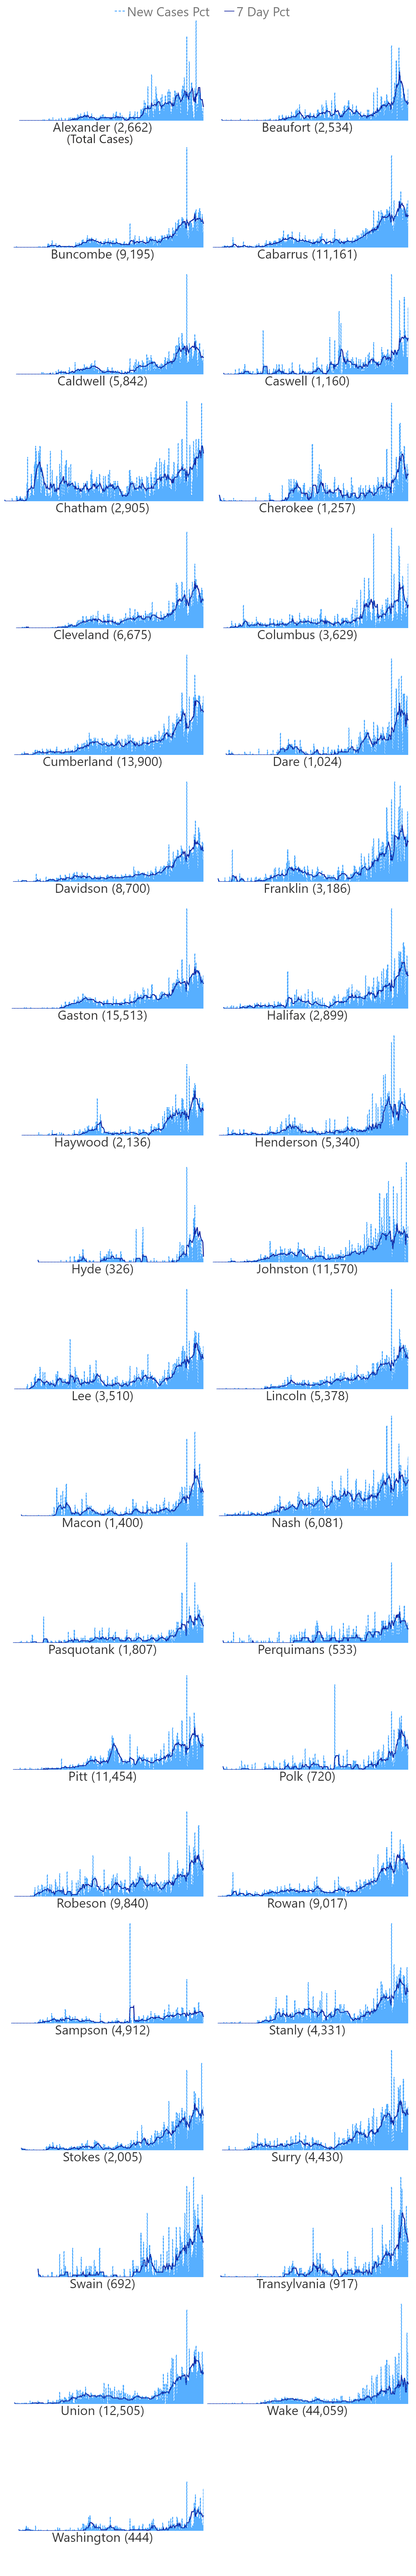 New Cases Pct 7 Day Pct
Alexander (2,662) Beaufort (2,534)
(Total Cases)
Buncombe (9,195) Cabarrus (11,161)
Caldwell (5,842) Caswell (1,160)
Chatham (2,905) Cherokee (1,257)
Cleveland (6,675) Columbus (3,629)
Cumberland (13,900) Dare (1,024)
Davidson (8,700) Franklin (3,186)
Gaston (15,513) Halifax (2,899)
Haywood (2,136) Henderson (5,340)
Hyde (326) Johnston (11,570)
Lee (3,510) Lincoln (5,378)
Macon (1,400) Nash (6,081)
Pasquotank (1,807) Perquimans (533)
Pitt (11,454) Polk (720)
Robeson (9,840) Rowan (9,017)
Sampson (4,912) Stanly (4,331)
Stokes (2,005) Surry (4,430)
Swain (692) Transylvania (917)
Union (12,505) Wake (44,059)
Washington (444)